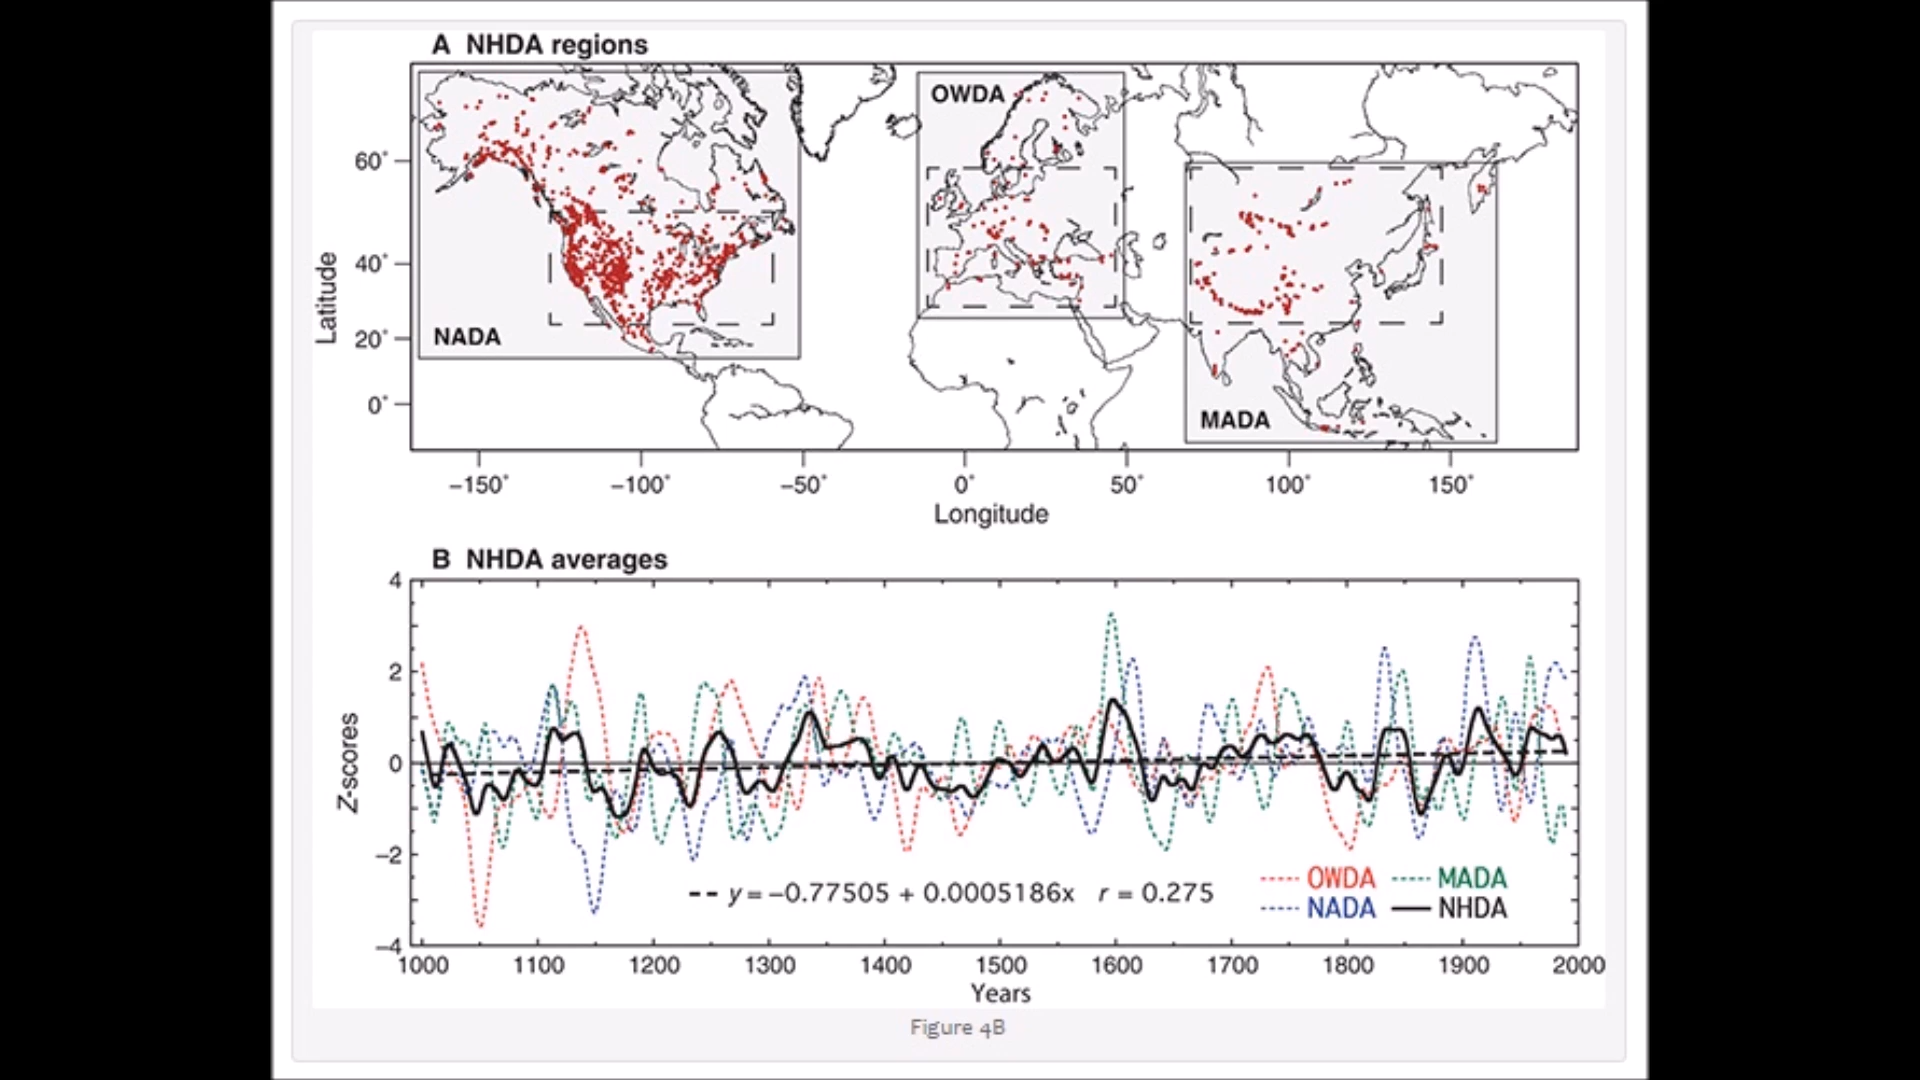 A NHDA regions
OWDA
NADA
MADA
60°
40°
20°
0°
Latitude
−150° −100° −50° 0° 50° 100° 150°
Longitude
B NHDA averages
4
2
0
−2
−4
Z-scores
-- y = −0.77505 + 0.0005186x r = 0.275
OWDA MADA
NADA NHDA
1000 1100 1200 1300 1400 1500 1600 1700 1800 1900 2000
Years
Figure 4B